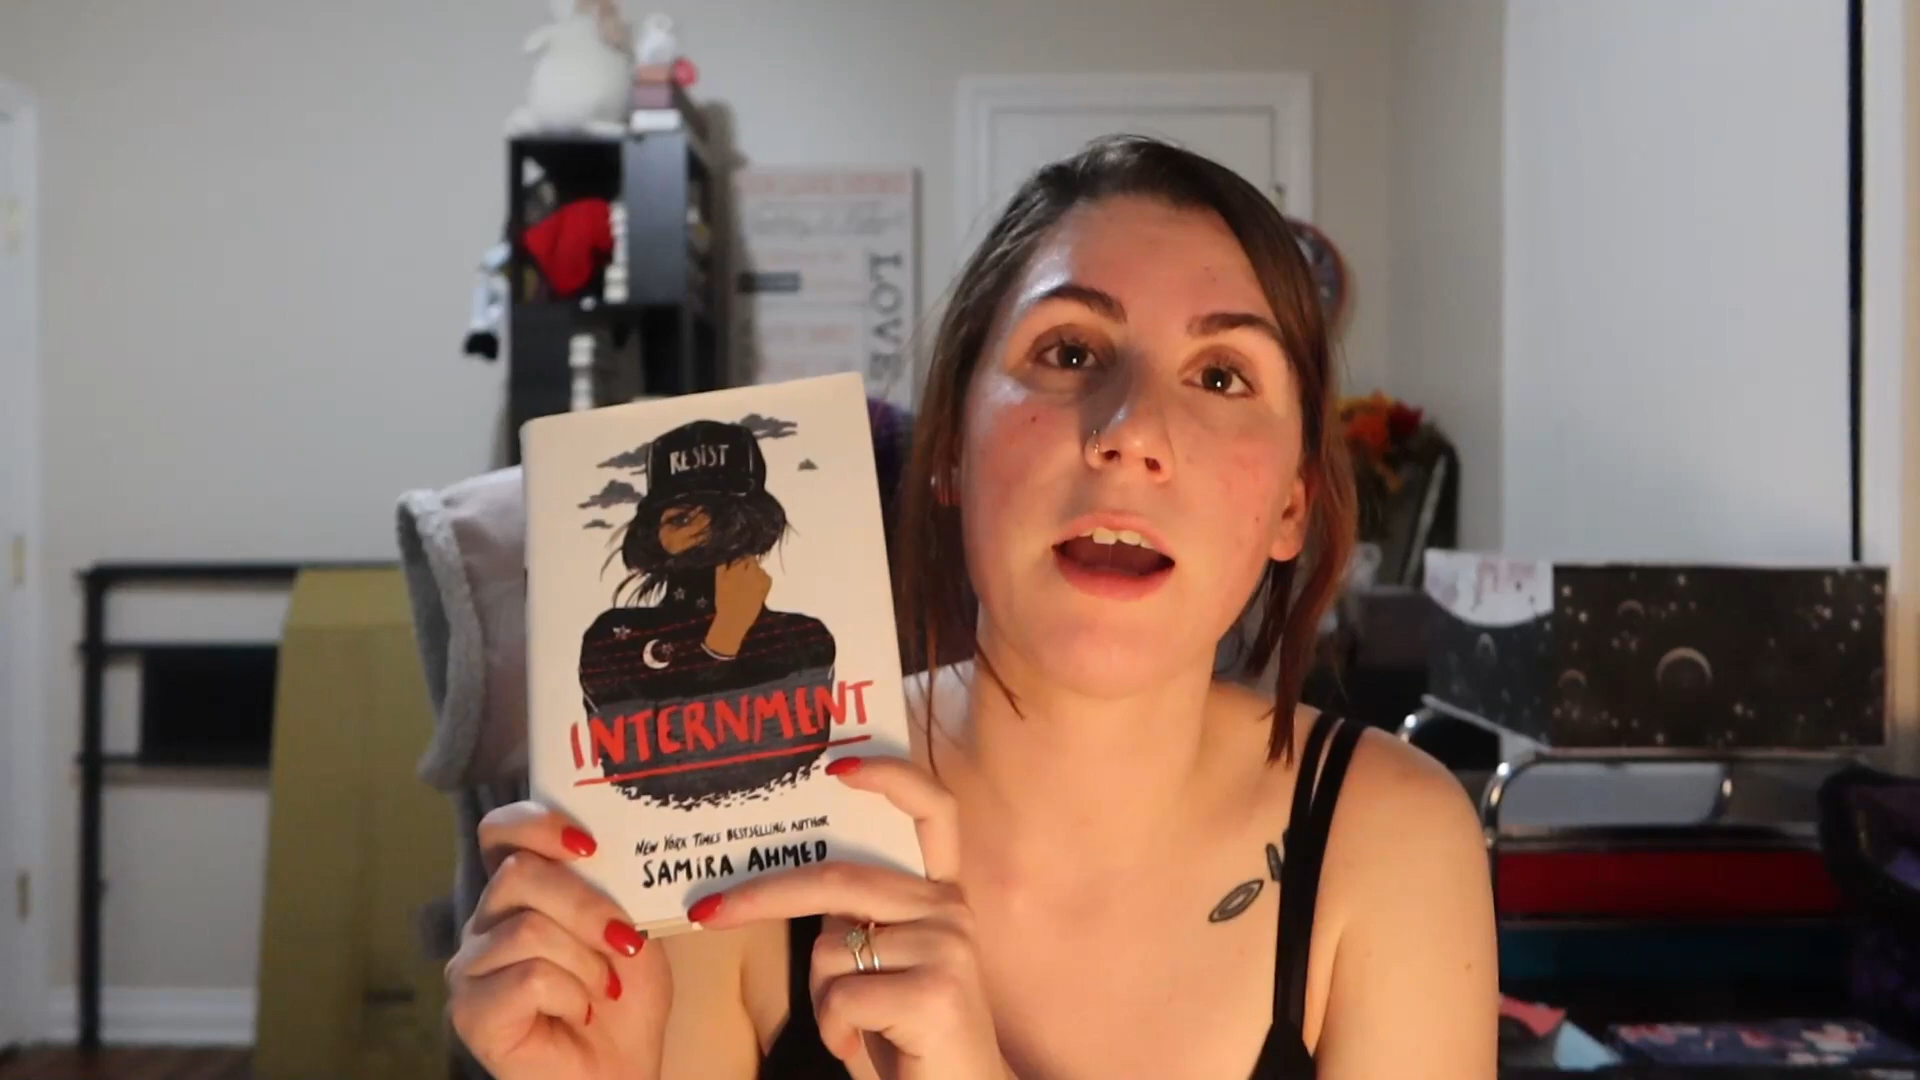 LOVE
RESIST
INTERNMENT
NEW YORK TIMES BESTSELLING AUTHOR
SAMIRA AHMED